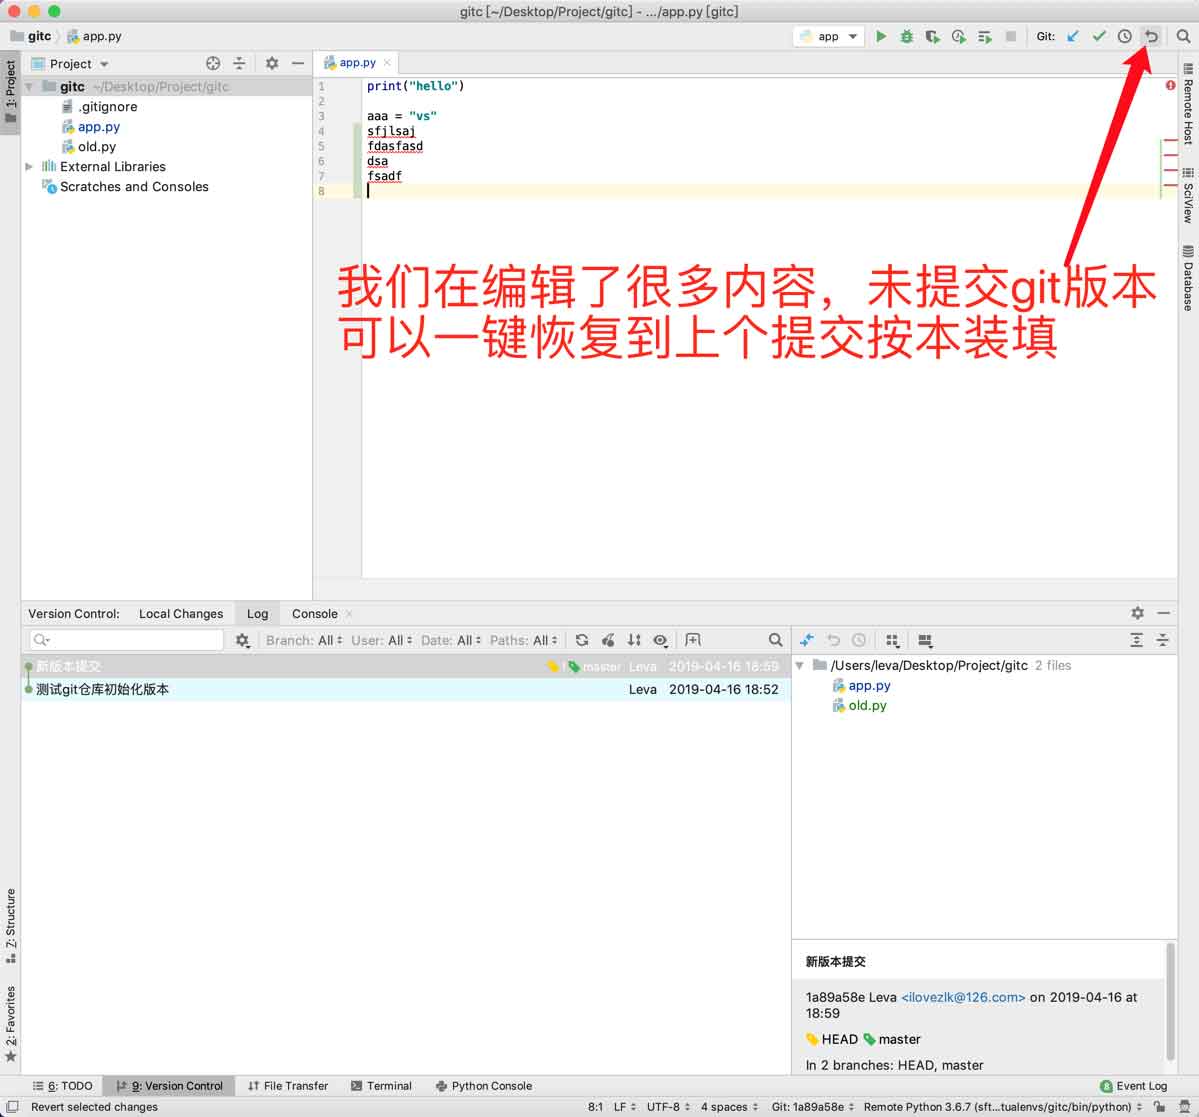 gitc [~/Desktop/Project/gitc] - .../app.py [gitc]
gitc app.py
app
Git:
1: Project
Project
app.py
gitc ~/Desktop/Project/gitc
.gitignore
app.py
old.py
External Libraries
Scratches and Consoles
1 print("hello")
2
3 aaa = "vs"
4 sfjlsaj
5 fdasfasd
6 dsa
7 fsadf
8
Remote Host
SciView
Database
我们在编辑了很多内容，未提交git版本
可以一键恢复到上个提交按本装填
Version Control: Local Changes Log Console
Branch: All User: All Date: All Paths: All
新版本提交 master Leva 2019-04-16 18:59
测试git仓库初始化版本 Leva 2019-04-16 18:52
/Users/leva/Desktop/Project/gitc 2 files
app.py
old.py
新版本提交
1a89a58e Leva <ilovezlk@126.com> on 2019-04-16 at
18:59
HEAD master
In 2 branches: HEAD, master
Z: Structure
2: Favorites
6: TODO 9: Version Control File Transfer Terminal Python Console 8 Event Log
Revert selected changes 8:1 LF UTF-8 4 spaces Git: 1a89a58e Remote Python 3.6.7 (sft...tualenvs/gitc/bin/python)